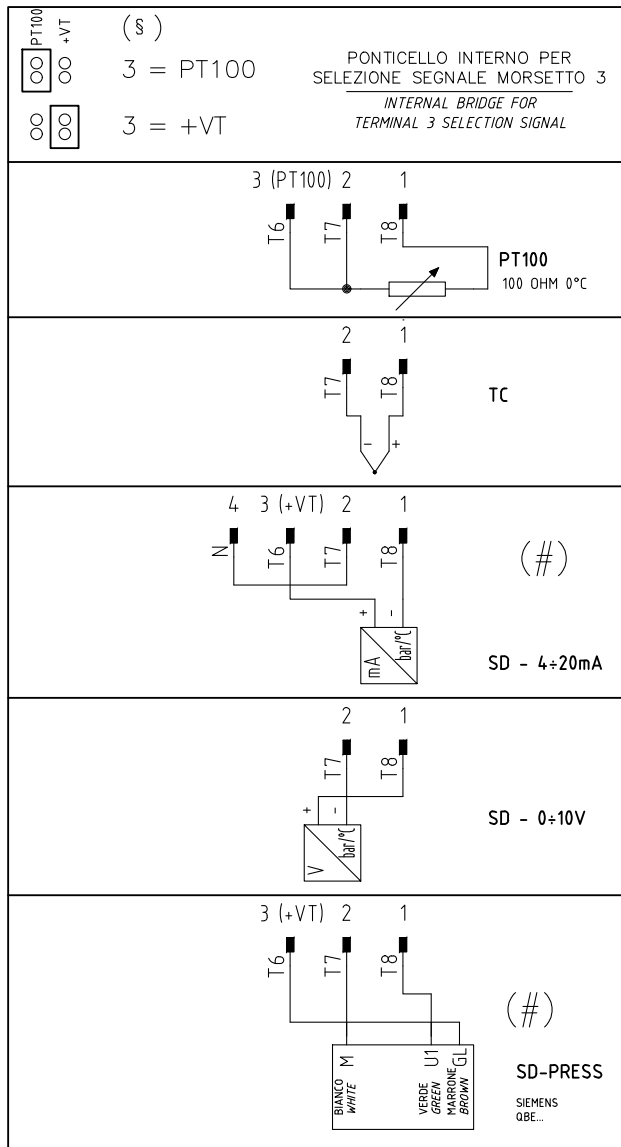 PT100
+VT
(§)
3 = PT100
3 = +VT
PONTICELLO INTERNO PER
SELEZIONE SEGNALE MORSETTO 3
INTERNAL BRIDGE FOR
TERMINAL 3 SELECTION SIGNAL
3 (PT100) 2 1
T6 T7 T8
PT100
100 OHM 0°C
2 1
T7 T8
TC
- +
4 3 (+VT) 2 1
N T6 T7 T8
(#)
+ -
mA bar/°C
SD - 4÷20mA
2 1
T7 T8
+ -
V bar/°C
SD - 0÷10V
3 (+VT) 2 1
T6 T7 T8
(#)
M U1 GL
BIANCO
WHITE
VERDE
GREEN
MARRONE
BROWN
SD-PRESS
SIEMENS
QBE...